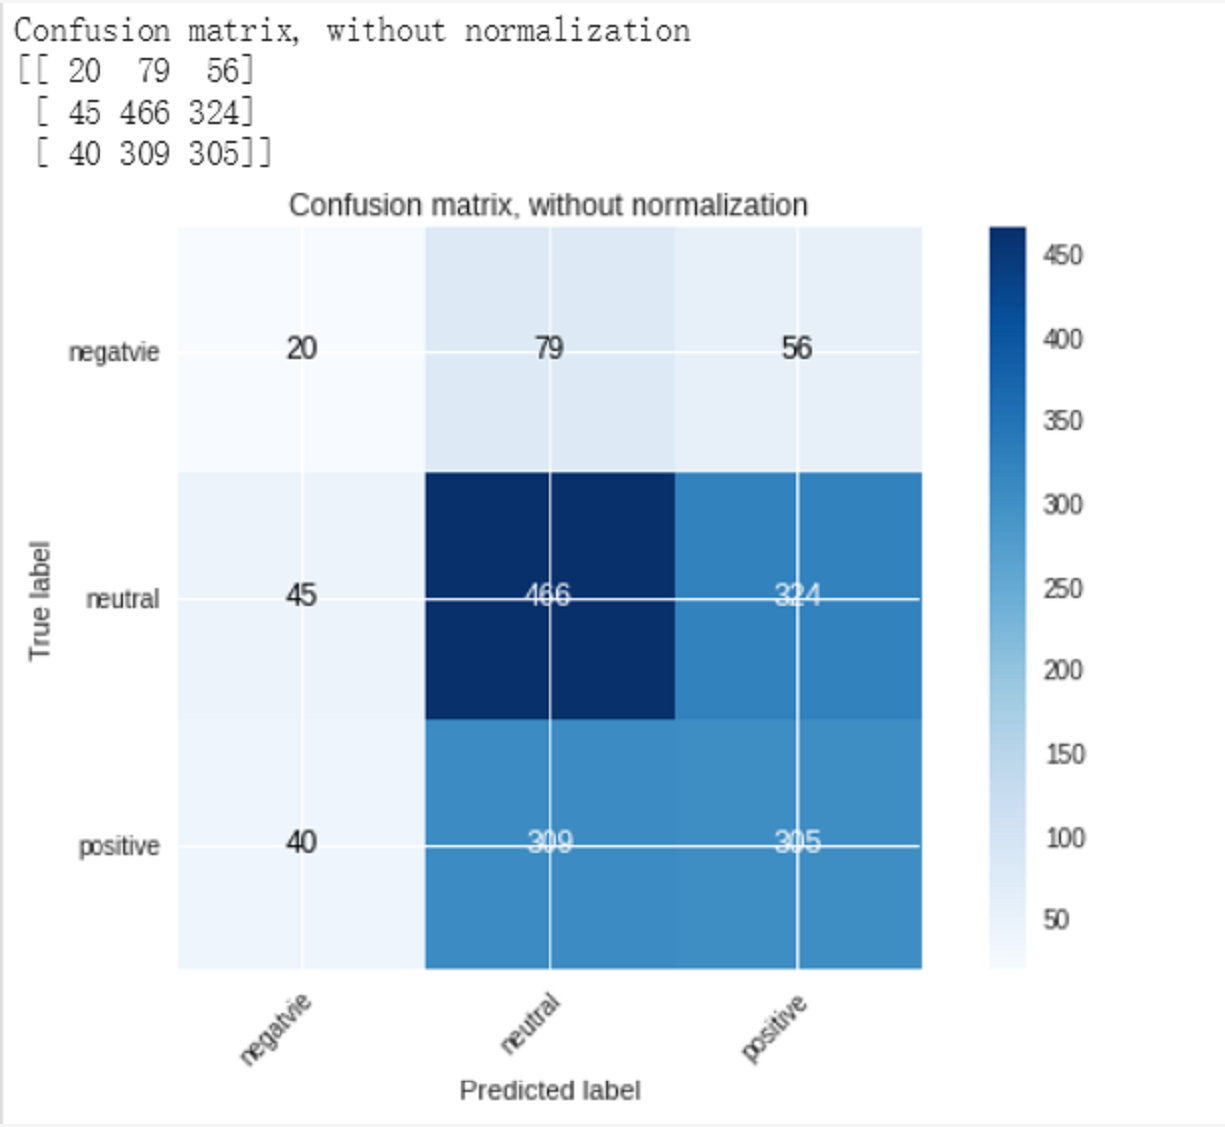 Confusion matrix, without normalization
[[ 20 79 56]
[ 45 466 324]
[ 40 309 305]]
Confusion matrix, without normalization
negatvie 20 79 56
neutral 45 466 324
positive 40 309 305
True label
negatvie neutral positive
Predicted label
450
400
350
300
250
200
150
100
50